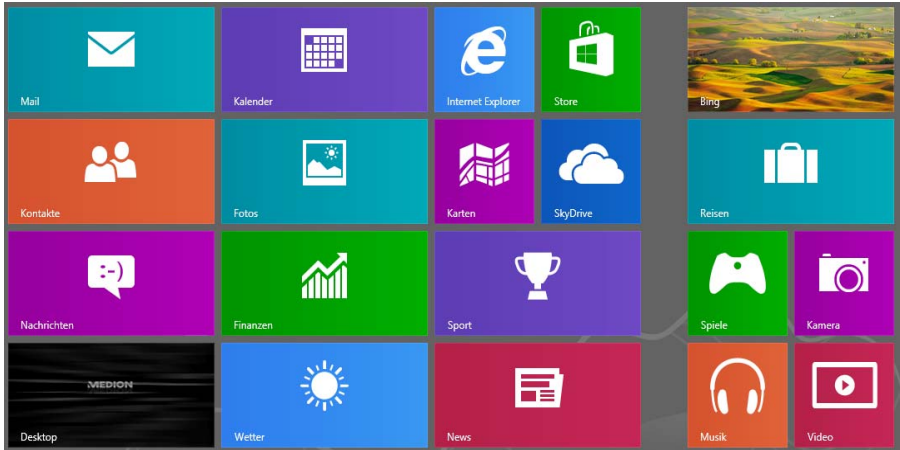 Mail
Kalender
Internet Explorer
Store
Bing
Kontakte
Fotos
Karten
SkyDrive
Reisen
Nachrichten
:-)
Finanzen
Sport
Spiele
Kamera
MEDION
Desktop
Wetter
News
Musik
Video